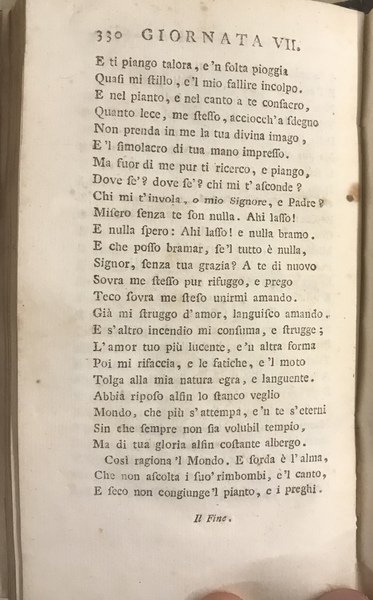 330 GIORNATA VII.
E ti piango talora, e'n ſolta pioggia
Quaſi mi ſtillo, e'l mio fallire incolpo.
E nel pianto, e nel canto a te conſacro,
Quanto lece, me ſteſſo, acciocch'a ſdegno
Non prenda in me la tua divina imago,
E'l ſimolacro di tua mano impreſſo.
Ma fuor di me pur ti ricerco, e piango,
Dove ſe'? dove ſe'? chi mi t'aſconde?
Chi mi t'invola, o mio Signore, e Padre?
Miſero ſenza te ſon nulla. Ahi laſſo!
E nulla ſpero: Ahi laſſo! e nulla bramo.
E che poſſo bramar, ſe'l tutto è nulla,
Signor, ſenza tua grazia? A te di nuovo
Sovra me ſteſſo pur rifuggo, e prego
Teco ſovra me ſteſo unirmi amando.
Già mi ſtruggo d'amor, languiſco amando.
E s'altro incendio mi conſuma, e ſtrugge;
L'amor tuo più lucente, e'n altra forma
Poi mi rifaccia, e le fatiche, e'l moto
Tolga alla mia natura egra, e languente.
Abbia ripoſo alfin lo ſtanco veglio
Mondo, che più s'attempa, e'n te s'eterni
Sin che ſempre non ſia volubil tempio,
Ma di tua gloria alfin coſtante albergo.
Così ragiona'l Mondo. E ſorda è l'alma,
Che non aſcolta i ſuo' rimbombi, e'l canto,
E ſeco non congiunge'l pianto, e i preghi.
Il Fine.